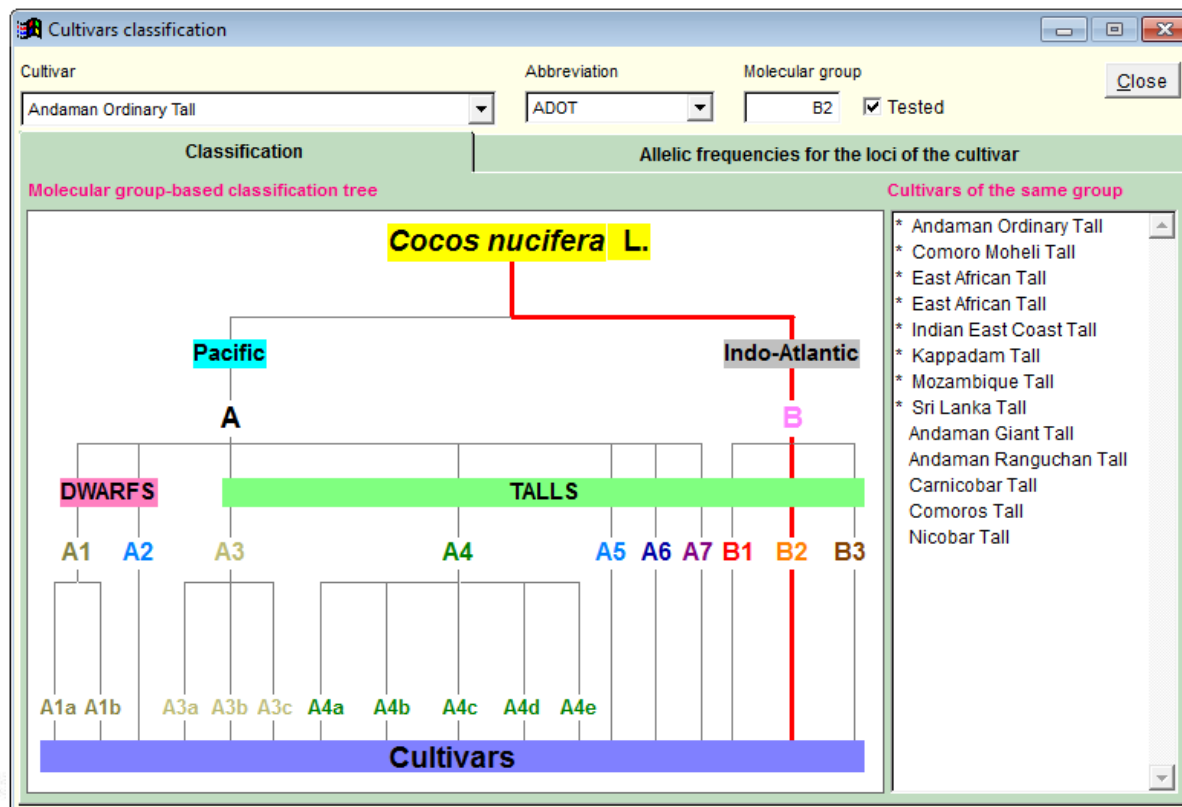 Cultivars classification
Cultivar
Abbreviation
Molecular group
Close
Andaman Ordinary Tall
ADOT
B2
Tested
Classification
Allelic frequencies for the loci of the cultivar
Molecular group-based classification tree
Cultivars of the same group
Cocos nucifera L.
Pacific
Indo-Atlantic
A
B
DWARFS
TALLS
A1 A2 A3 A4 A5 A6 A7 B1 B2 B3
A1a A1b A3a A3b A3c A4a A4b A4c A4d A4e
Cultivars
* Andaman Ordinary Tall
* Comoro Moheli Tall
* East African Tall
* East African Tall
* Indian East Coast Tall
* Kappadam Tall
* Mozambique Tall
* Sri Lanka Tall
Andaman Giant Tall
Andaman Ranguchan Tall
Carnicobar Tall
Comoros Tall
Nicobar Tall